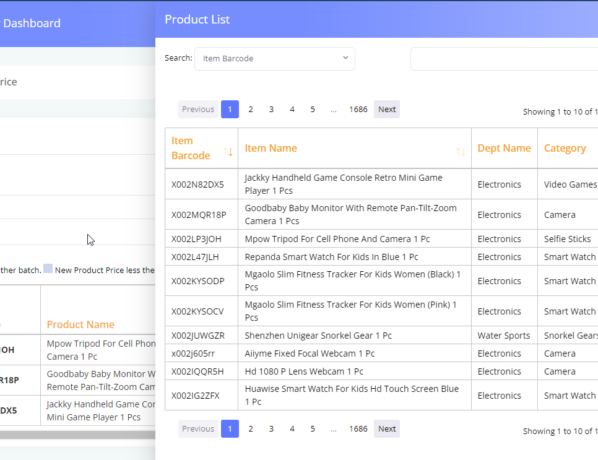 Dashboard
Product List
rice
Search: Item Barcode
Previous 1 2 3 4 5 ... 1686 Next
Showing 1 to 10 of 1
Item Barcode Item Name Dept Name Category
X002N82DX5 Jackky Handheld Game Console Retro Mini Game Player 1 Pcs Electronics Video Games
X002MQR18P Goodbaby Baby Monitor With Remote Pan-Tilt-Zoom Camera 1 Pcs Electronics Camera
X002LP3JOH Mpow Tripod For Cell Phone And Camera 1 Pc Electronics Selfie Sticks
X002L47JLH Repanda Smart Watch For Kids In Blue 1 Pc Electronics Smart Watch
X002KYSODP Mgaolo Slim Fitness Tracker For Kids Women (Black) 1 Pcs Electronics Smart Watch
X002KYSOCV Mgaolo Slim Fitness Tracker For Kids Women (Pink) 1 Pcs Electronics Smart Watch
X002JUWGZR Shenzhen Unigear Snorkel Gear 1 Pc Water Sports Snorkel Gears
x002j605rr Aiiyme Fixed Focal Webcam 1 Pc Electronics Camera
X002IQQR5H Hd 1080 P Lens Webcam 1 Pc Electronics Camera
X002IG2ZFX Huawise Smart Watch For Kids Hd Touch Screen Blue 1 Pc Electronics Smart Watch
Previous 1 2 3 4 5 ... 1686 Next
Showing 1 to 10 of 1
ther batch. New Product Price less the
Product Name
JOH Mpow Tripod For Cell Phon
Camera 1 Pc
R18P Goodbaby Baby Monitor W
Remote Pan-Tilt-Zoom Cam
DX5 Jackky Handheld Game Cor
Mini Game Player 1 Pcs